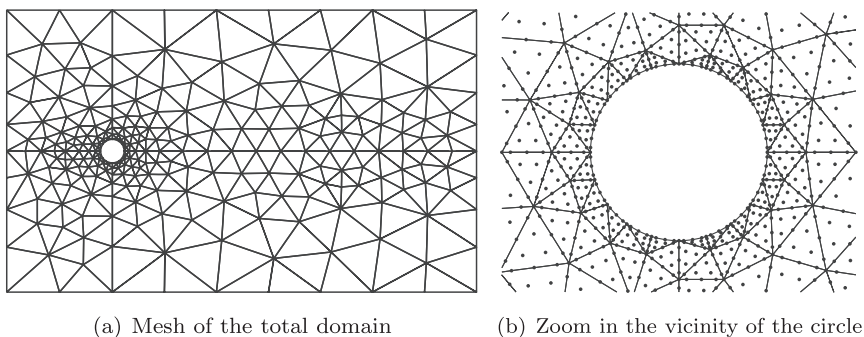 (a) Mesh of the total domain
(b) Zoom in the vicinity of the circle